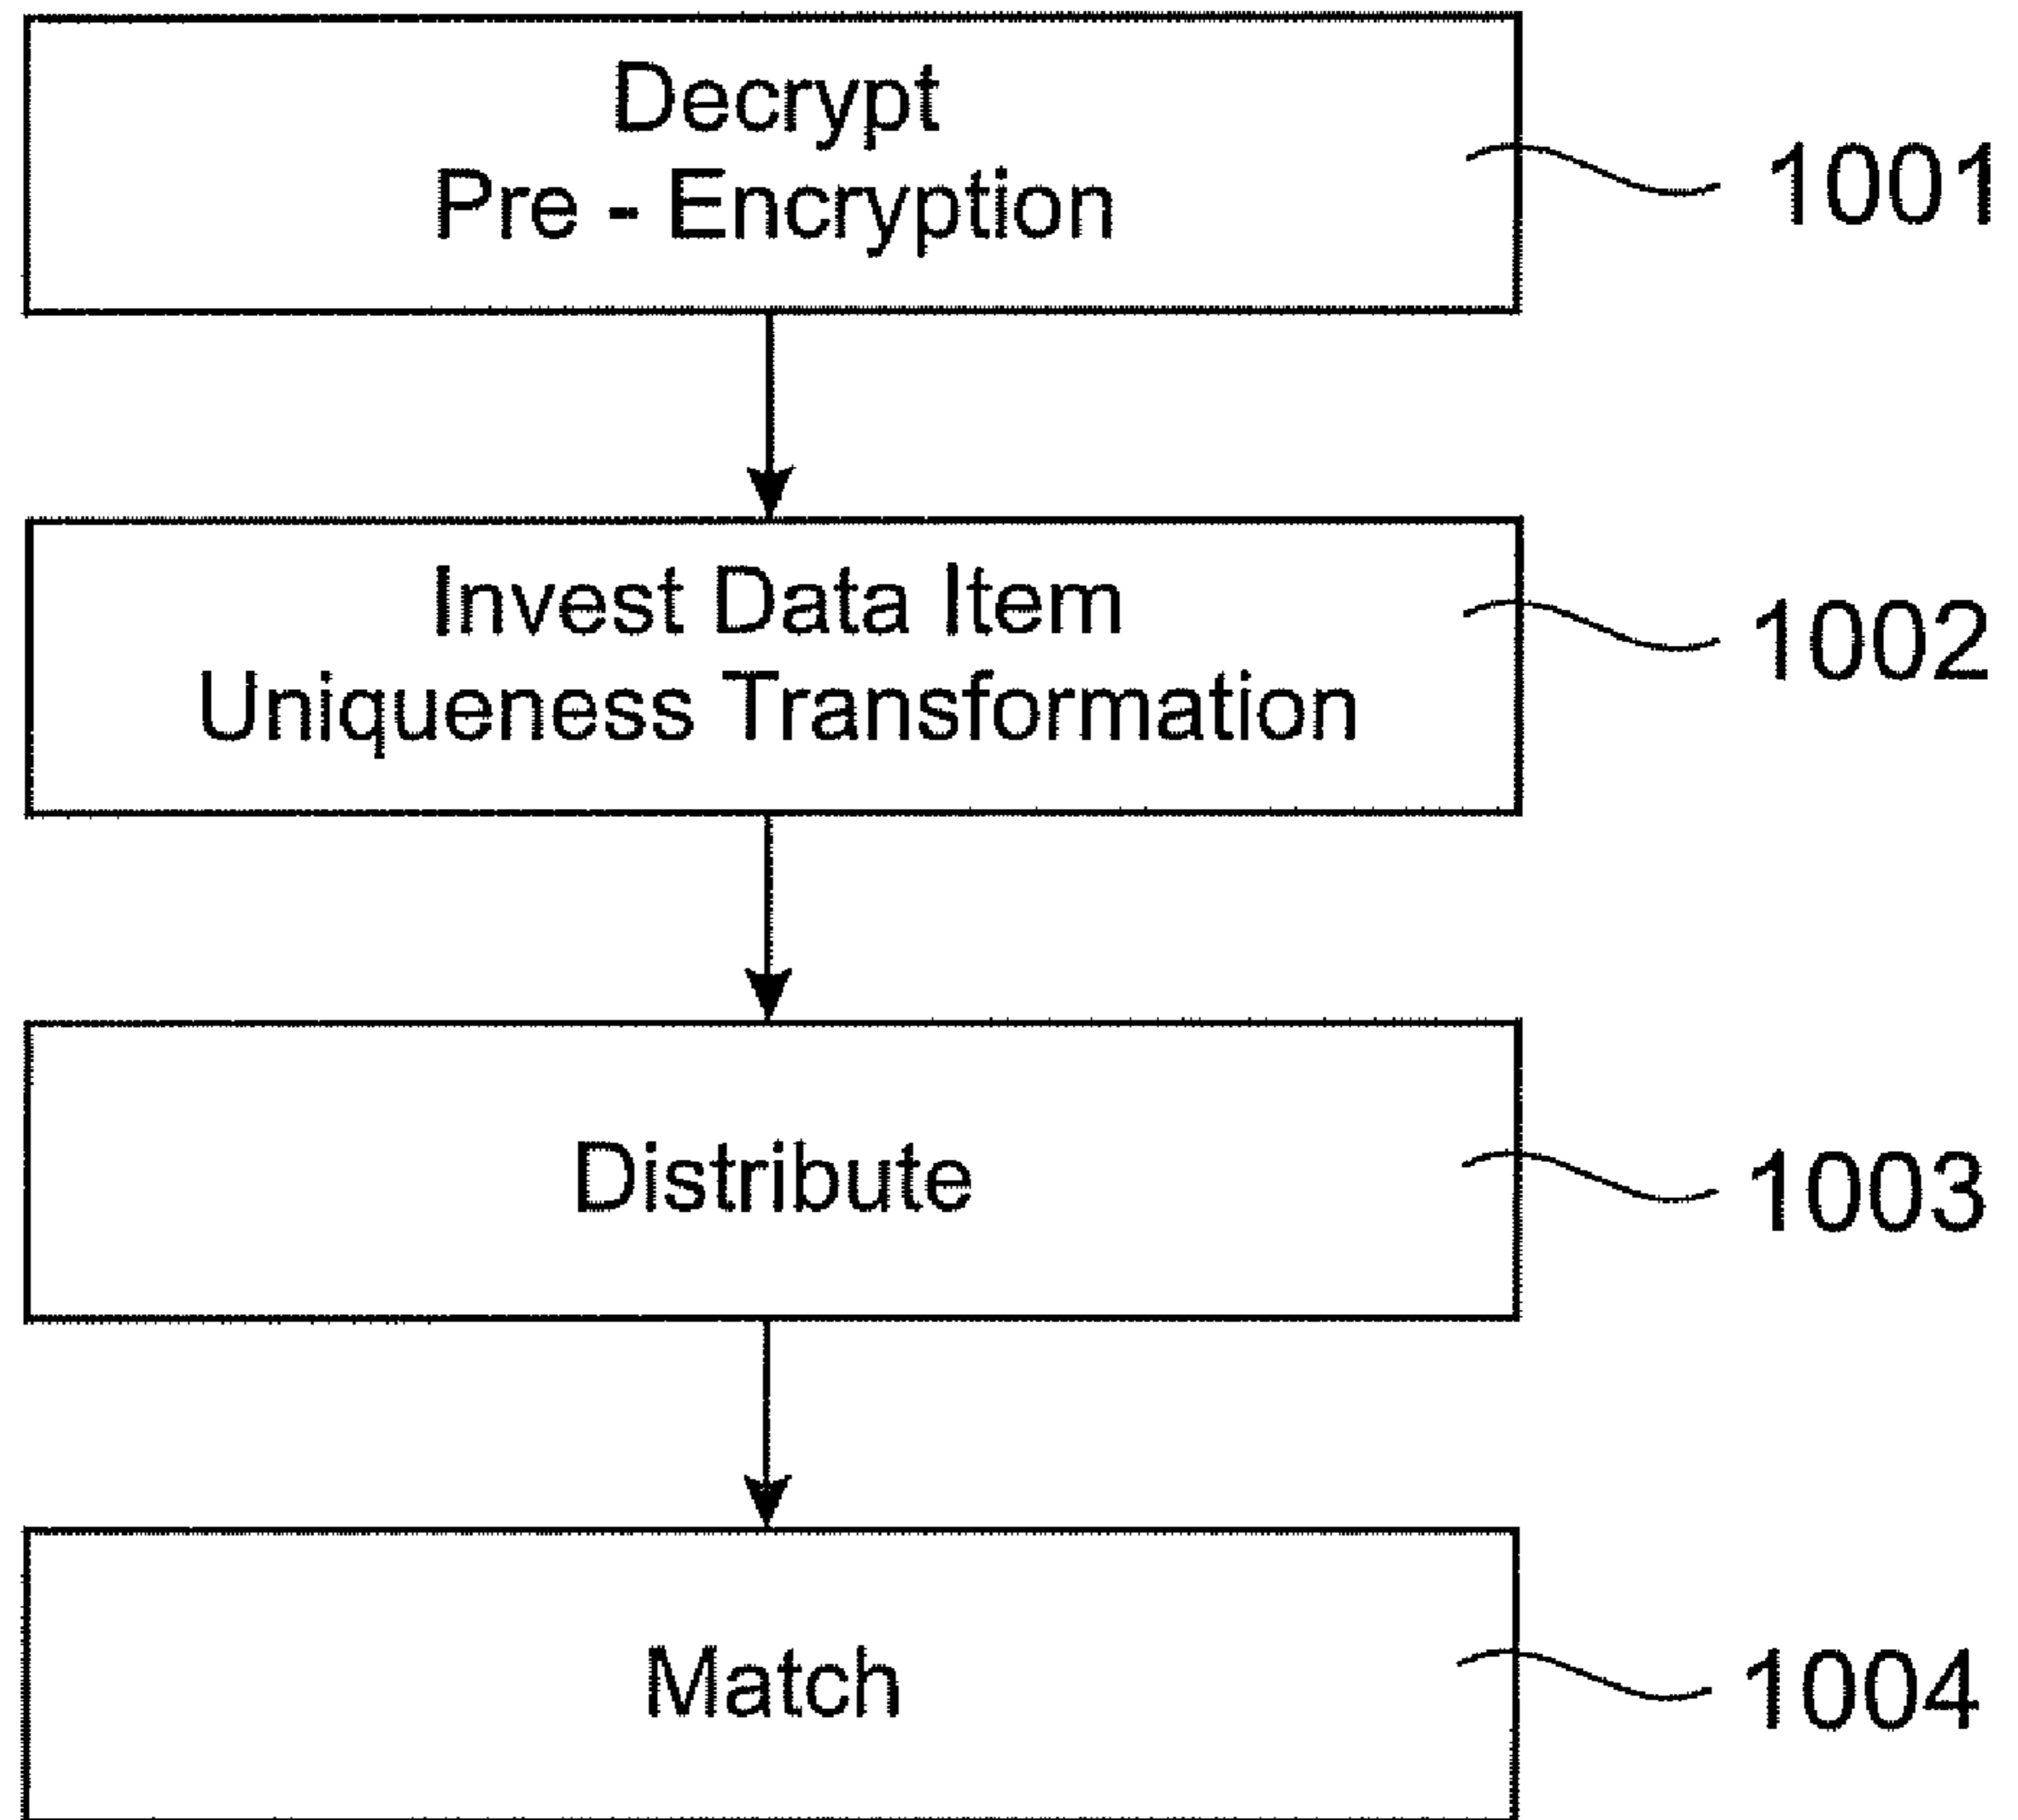 Decrypt
Pre - Encryption
1001
Invest Data Item
Uniqueness Transformation
1002
Distribute
1003
Match
1004